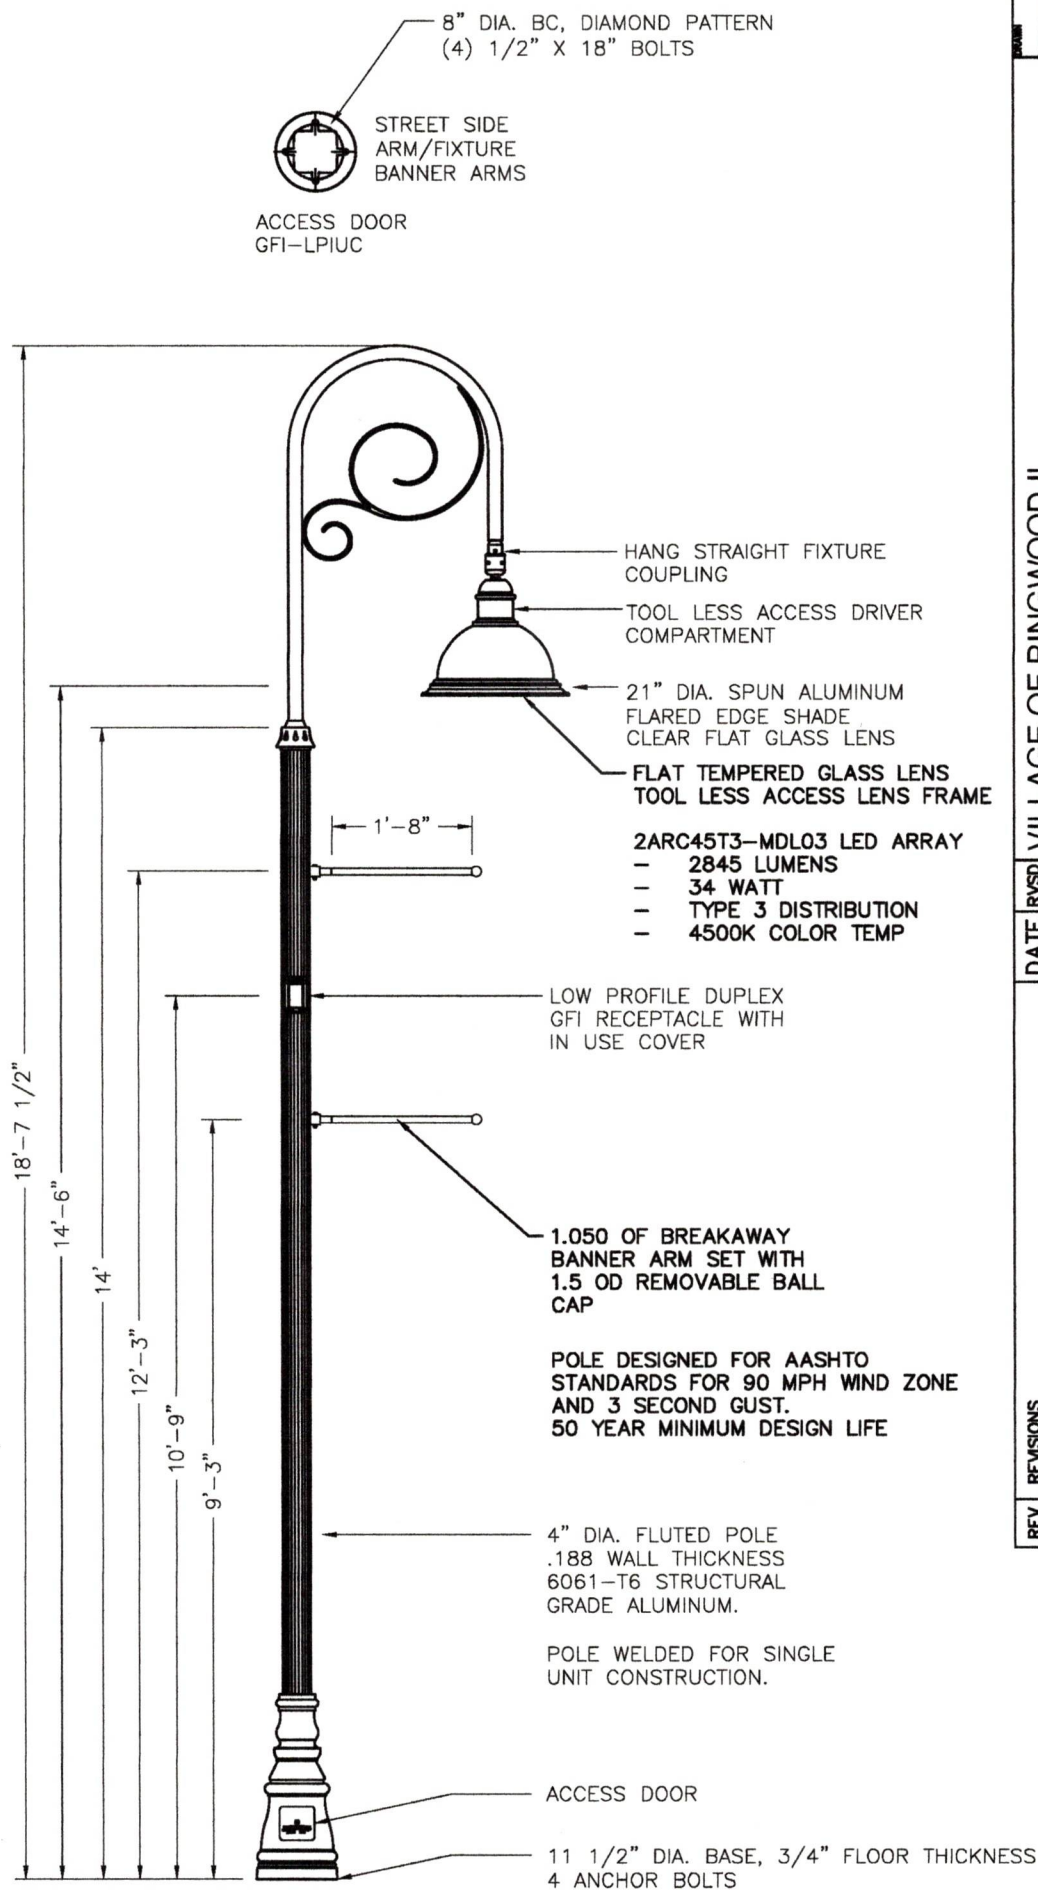 8" DIA. BC, DIAMOND PATTERN
(4) 1/2" X 18" BOLTS
STREET SIDE
ARM/FIXTURE
BANNER ARMS
ACCESS DOOR
GFI-LPIUC
HANG STRAIGHT FIXTURE
COUPLING
TOOL LESS ACCESS DRIVER
COMPARTMENT
21" DIA. SPUN ALUMINUM
FLARED EDGE SHADE
CLEAR FLAT GLASS LENS
FLAT TEMPERED GLASS LENS
TOOL LESS ACCESS LENS FRAME
1'-8"
2ARC45T3-MDL03 LED ARRAY
- 2845 LUMENS
- 34 WATT
- TYPE 3 DISTRIBUTION
- 4500K COLOR TEMP
LOW PROFILE DUPLEX
GFI RECEPTACLE WITH
IN USE COVER
18'-7 1/2"
14'-6"
14'
12'-3"
10'-9"
9'-3"
1.050 OF BREAKAWAY
BANNER ARM SET WITH
1.5 OD REMOVABLE BALL
CAP
POLE DESIGNED FOR AASHTO
STANDARDS FOR 90 MPH WIND ZONE
AND 3 SECOND GUST.
50 YEAR MINIMUM DESIGN LIFE
4" DIA. FLUTED POLE
.188 WALL THICKNESS
6061-T6 STRUCTURAL
GRADE ALUMINUM.
POLE WELDED FOR SINGLE
UNIT CONSTRUCTION.
ACCESS DOOR
11 1/2" DIA. BASE, 3/4" FLOOR THICKNESS
4 ANCHOR BOLTS
DRAWN
VILLAGE OF RINGWOOD
DATE
RVSD
REV
REVISIONS